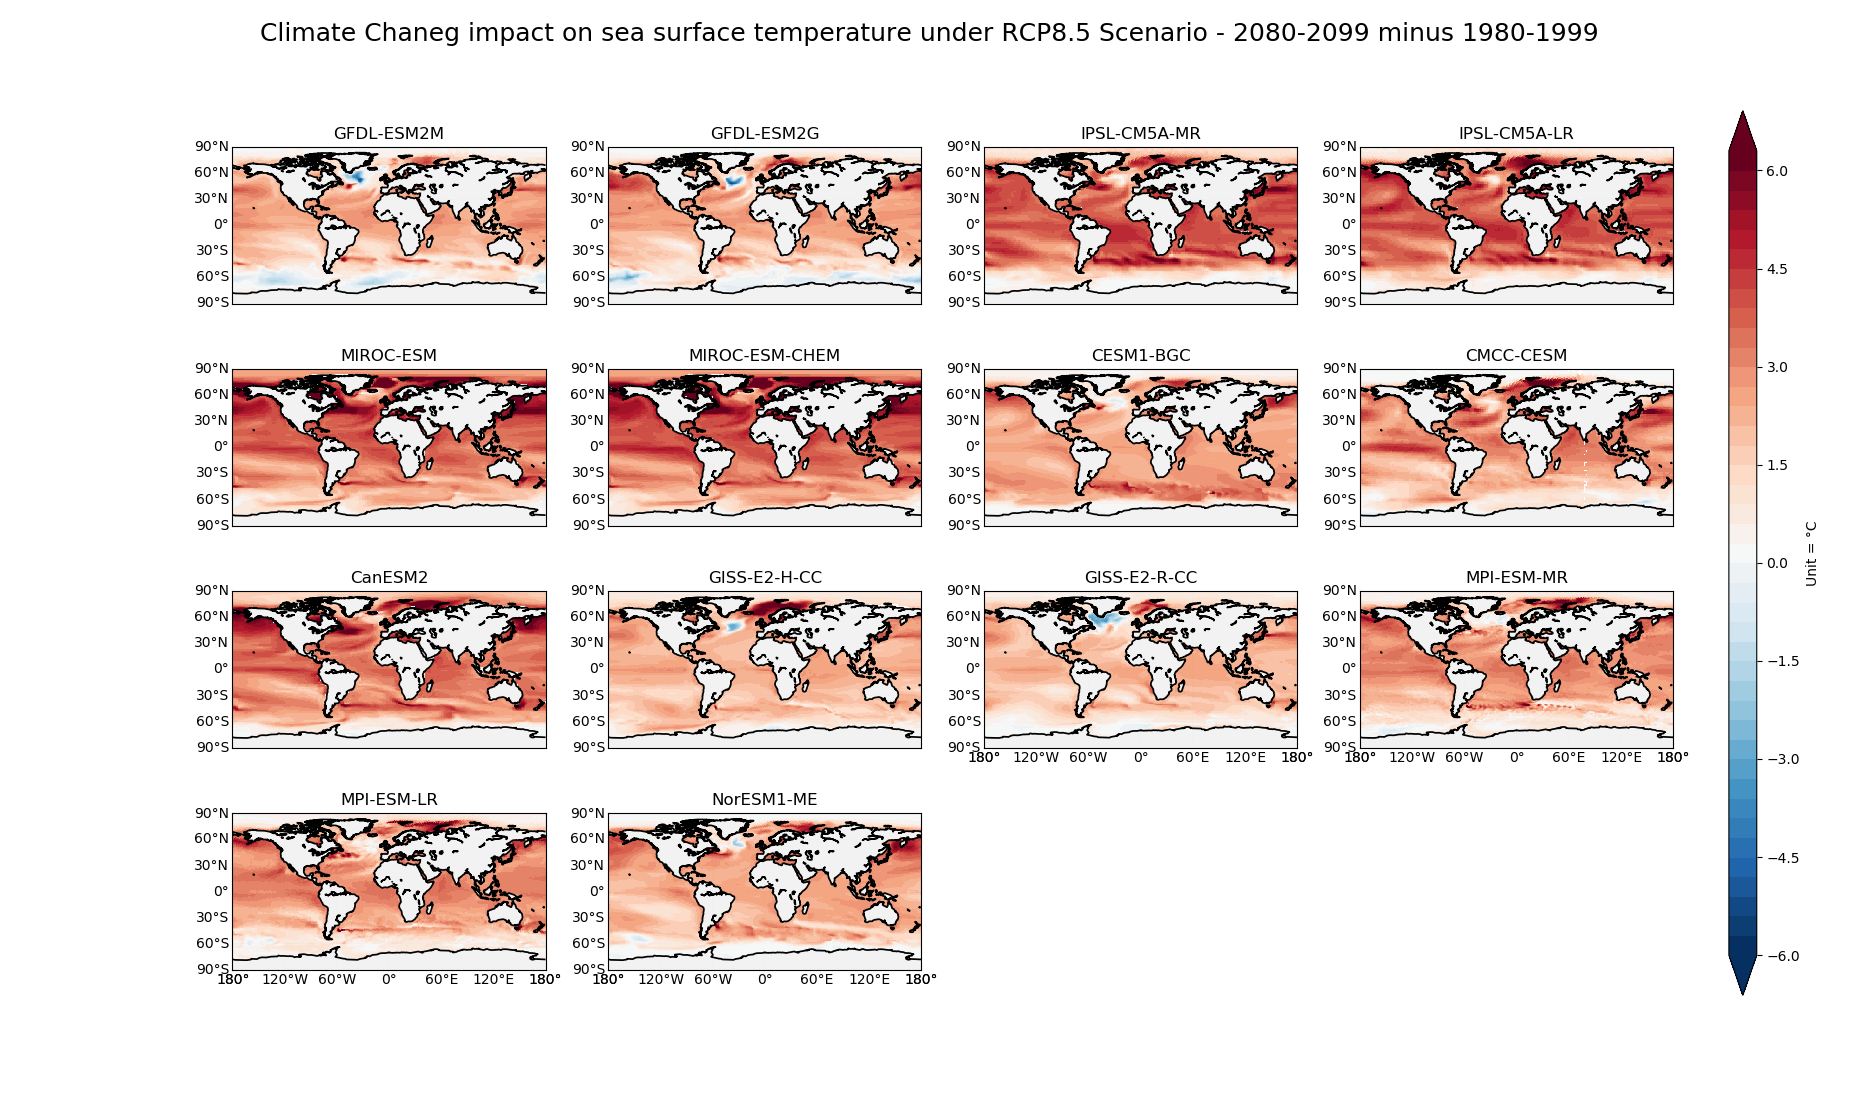 Climate Chaneg impact on sea surface temperature under RCP8.5 Scenario - 2080-2099 minus 1980-1999
GFDL-ESM2M
90°N
60°N
30°N
0°
30°S
60°S
90°S
GFDL-ESM2G
90°N
60°N
30°N
0°
30°S
60°S
90°S
IPSL-CM5A-MR
90°N
60°N
30°N
0°
30°S
60°S
90°S
IPSL-CM5A-LR
90°N
60°N
30°N
0°
30°S
60°S
90°S
MIROC-ESM
90°N
60°N
30°N
0°
30°S
60°S
90°S
MIROC-ESM-CHEM
90°N
60°N
30°N
0°
30°S
60°S
90°S
CESM1-BGC
90°N
60°N
30°N
0°
30°S
60°S
90°S
CMCC-CESM
90°N
60°N
30°N
0°
30°S
60°S
90°S
CanESM2
90°N
60°N
30°N
0°
30°S
60°S
90°S
GISS-E2-H-CC
90°N
60°N
30°N
0°
30°S
60°S
90°S
GISS-E2-R-CC
90°N
60°N
30°N
0°
30°S
60°S
90°S
180° 120°W 60°W 0° 60°E 120°E 180°
MPI-ESM-MR
90°N
60°N
30°N
0°
30°S
60°S
90°S
180° 120°W 60°W 0° 60°E 120°E 180°
MPI-ESM-LR
90°N
60°N
30°N
0°
30°S
60°S
90°S
180° 120°W 60°W 0° 60°E 120°E 180°
NorESM1-ME
90°N
60°N
30°N
0°
30°S
60°S
90°S
180° 120°W 60°W 0° 60°E 120°E 180°
6.0
4.5
3.0
1.5
0.0
−1.5
−3.0
−4.5
−6.0
Unit = °C